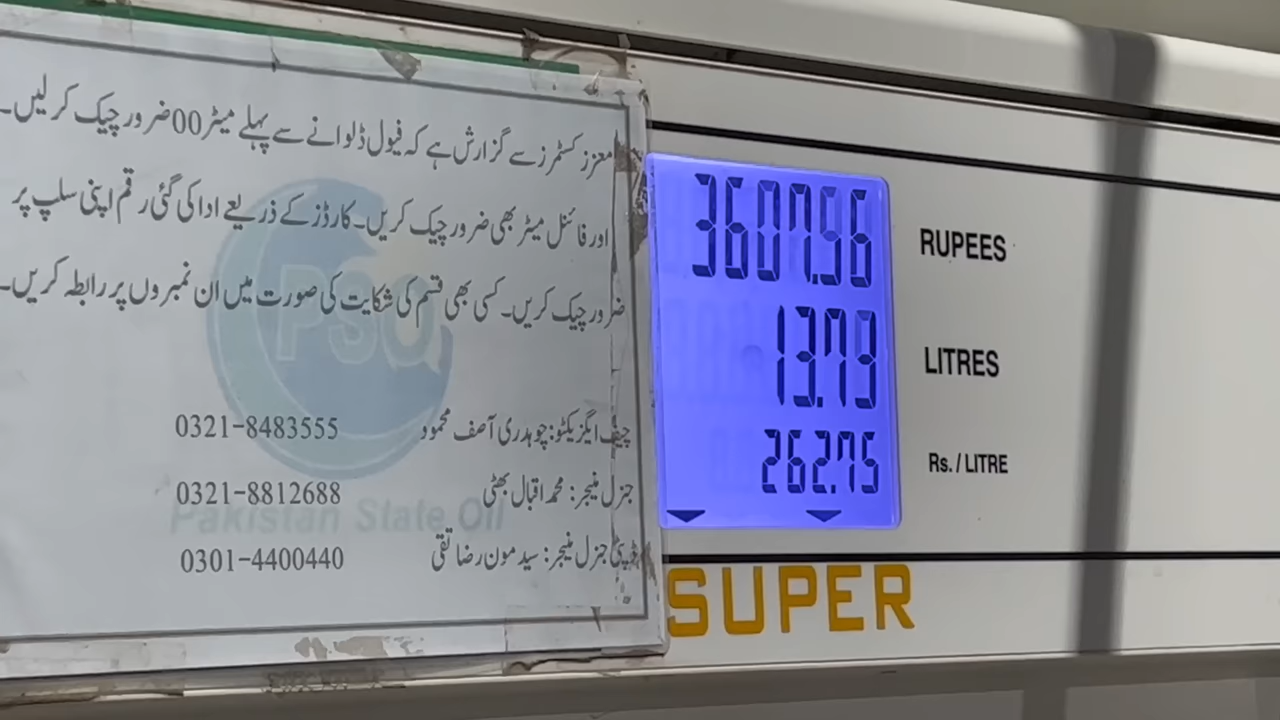 معزز کسٹمرز سے گزارش ہے کہ فیول ڈلوانے سے پہلے میٹر 00 ضرور چیک کر لیں۔
اور فائنل میٹر بھی ضرور چیک کریں۔ کارڈز کے ذریعے ادا کی گئی رقم اپنی سلپ پر
ضرور چیک کریں۔ کسی بھی قسم کی شکایت کی صورت میں ان نمبروں پر رابطہ کریں۔
PSO
چیف ایگزیکٹو: چوہدری آصف محمود 0321-8483555
جنرل منیجر: محمد اقبال بھٹی 0321-8812688
Pakistan State Oil
ڈپٹی جنرل منیجر: سید مون رضا نقی 0301-4400440
3607.96 RUPEES
13.73 LITRES
262.75 Rs. / LITRE
SUPER